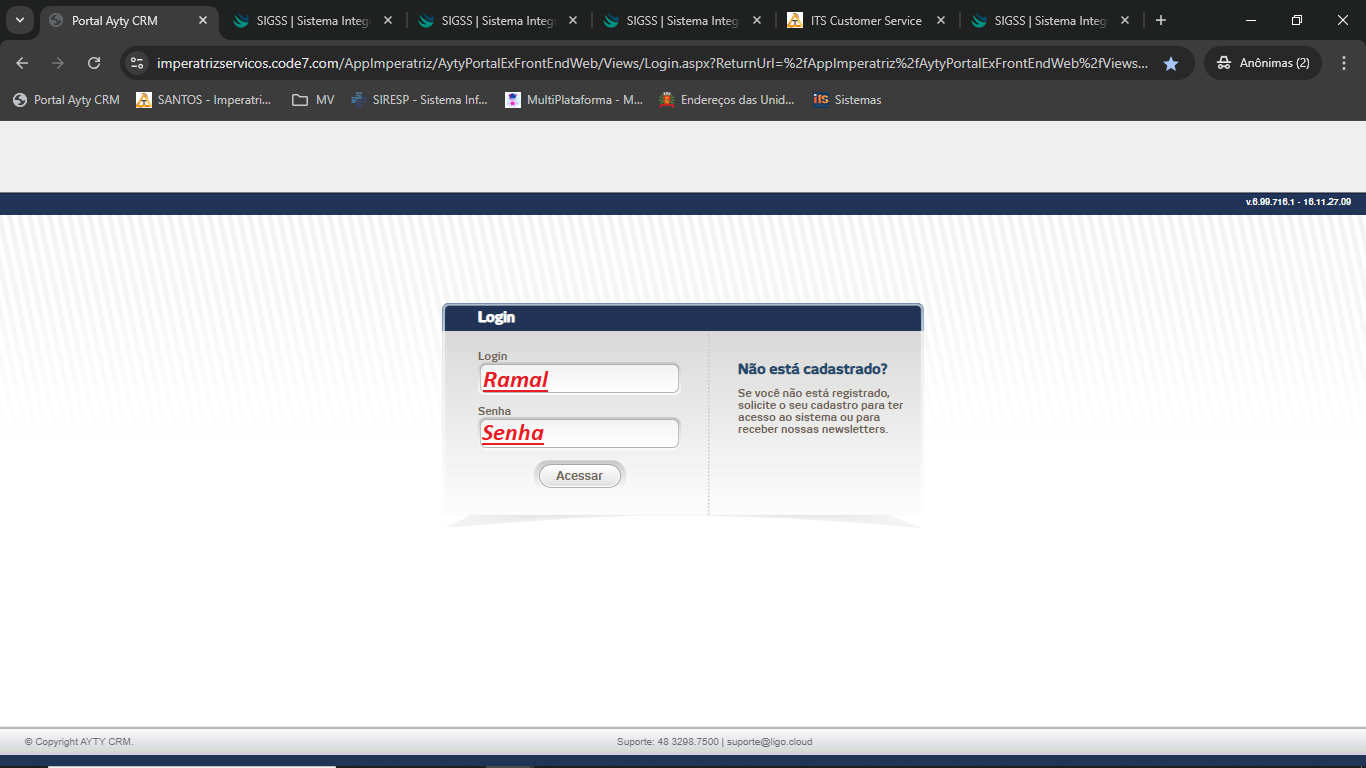 Portal Ayty CRM
SIGSS | Sistema Integ
SIGSS | Sistema Integ
SIGSS | Sistema Integ
ITS Customer Service
SIGSS | Sistema Integ
imperatrizservicos.code7.com/AppImperatriz/AytyPortalExFrontEndWeb/Views/Login.aspx?ReturnUrl=%2fAppImperatriz%2fAytyPortalExFrontEndWeb%2fViews...
Anônimas (2)
Portal Ayty CRM
SANTOS - Imperatri...
MV
SIRESP - Sistema Inf...
MultiPlataforma - M...
Endereços das Unid...
ITS
Sistemas
v.6.99.716.1 - 16.11.27.09
Login
Login
Ramal
Senha
Senha
Acessar
Não está cadastrado?
Se você não está registrado,
solicite o seu cadastro para ter
acesso ao sistema ou para
receber nossas newsletters.
© Copyright AYTY CRM.
Suporte: 48 3298.7500 | suporte@ligo.cloud